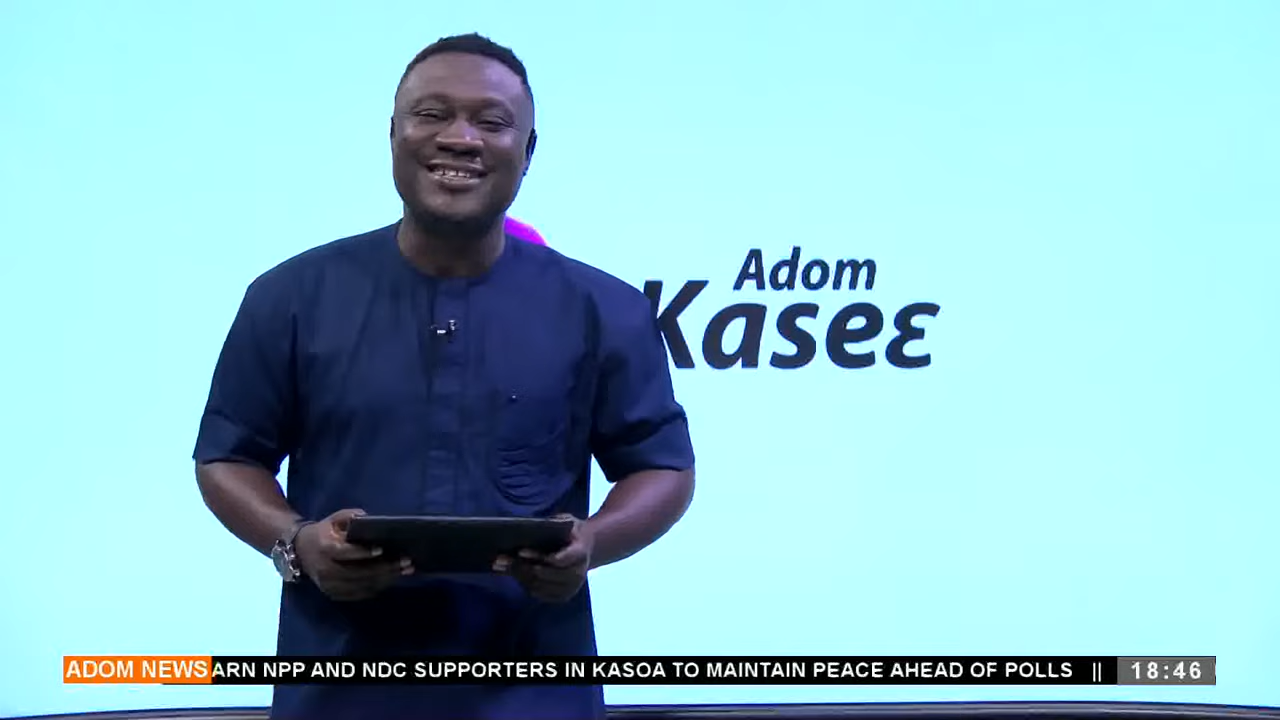 Adom
Kaseɛ
ADOM NEWS ARN NPP AND NDC SUPPORTERS IN KASOA TO MAINTAIN PEACE AHEAD OF POLLS || 18:46